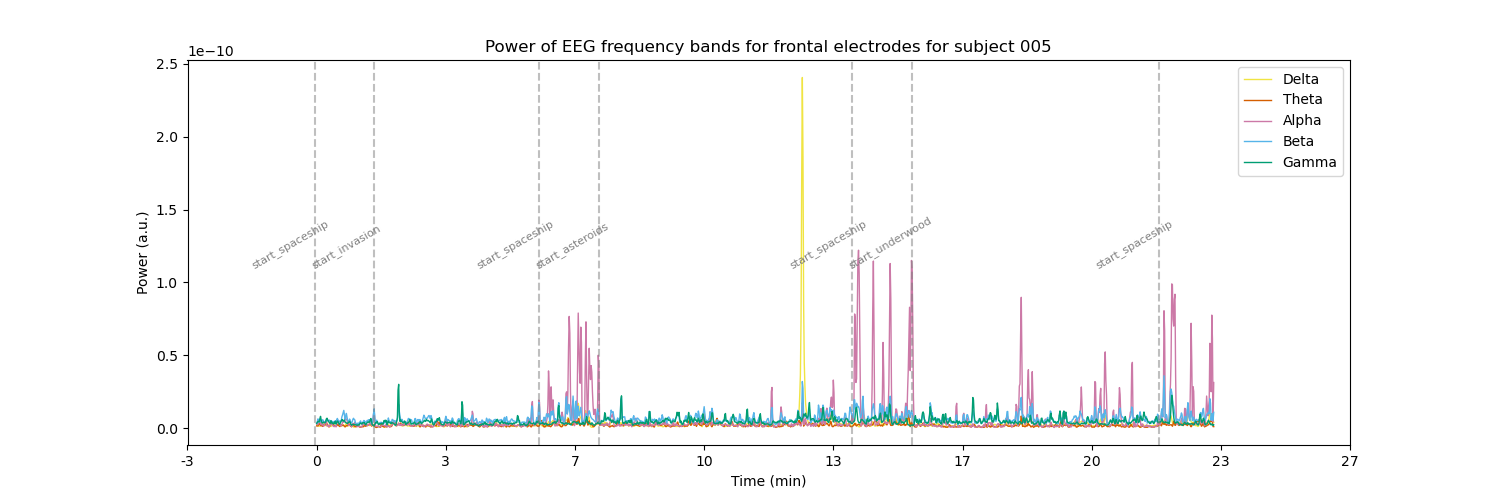 Power of EEG frequency bands for frontal electrodes for subject 005
1e−10
2.5
2.0
1.5
1.0
0.5
0.0
Power (a.u.)
start_spaceship
start_invasion
start_spaceship
start_asteroids
start_spaceship
start_underwood
start_spaceship
Delta
Theta
Alpha
Beta
Gamma
-3 0 3 7 10 13 17 20 23 27
Time (min)